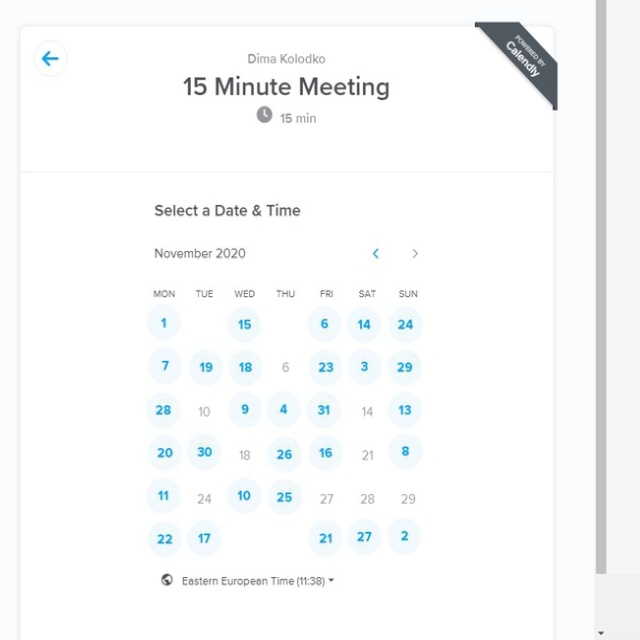 POWERED BY
Calendly
Dima Kolodko
15 Minute Meeting
15 min
Select a Date & Time
November 2020
MON TUE WED THU FRI SAT SUN
1 15 6 14 24
7 19 18 6 23 3 29
28 10 9 4 31 14 13
20 30 18 26 16 21 8
11 24 10 25 27 28 29
22 17 21 27 2
Eastern European Time (11:38)